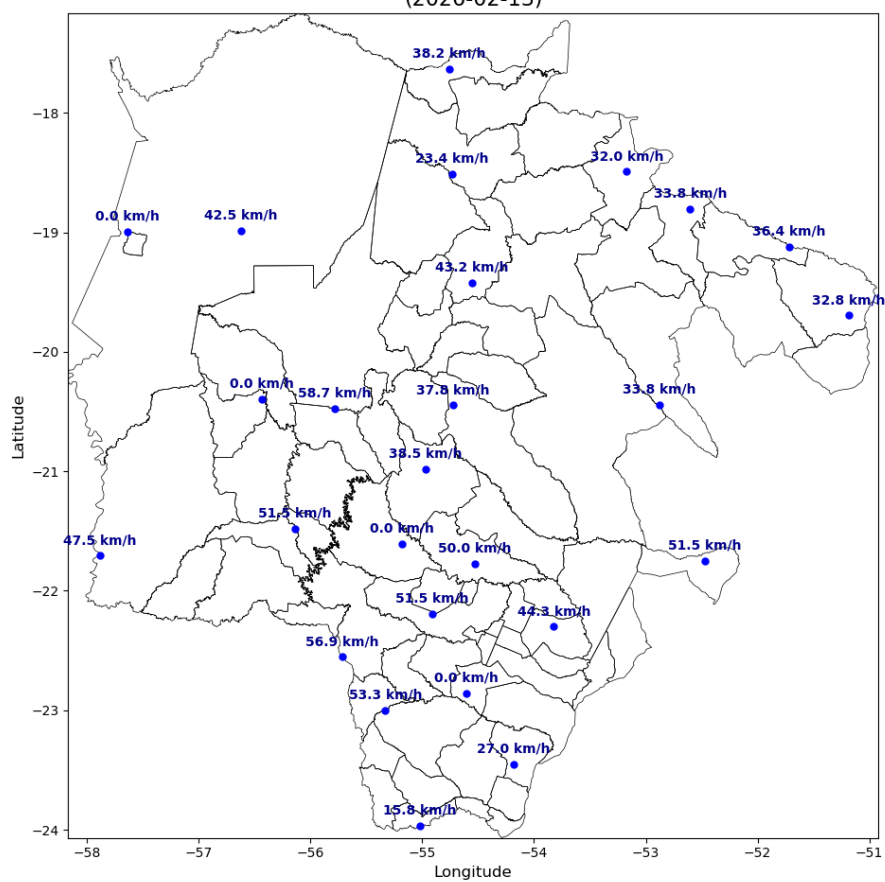 (2026-02-15)
38.2 km/h
23.4 km/h
32.0 km/h
33.8 km/h
0.0 km/h
42.5 km/h
36.4 km/h
43.2 km/h
32.8 km/h
0.0 km/h
58.7 km/h
37.8 km/h
33.8 km/h
38.5 km/h
51.5 km/h
0.0 km/h
47.5 km/h
50.0 km/h
51.5 km/h
51.5 km/h
44.3 km/h
56.9 km/h
0.0 km/h
53.3 km/h
27.0 km/h
15.8 km/h
−18
−19
−20
−21
−22
−23
−24
Latitude
−58 −57 −56 −55 −54 −53 −52 −51
Longitude